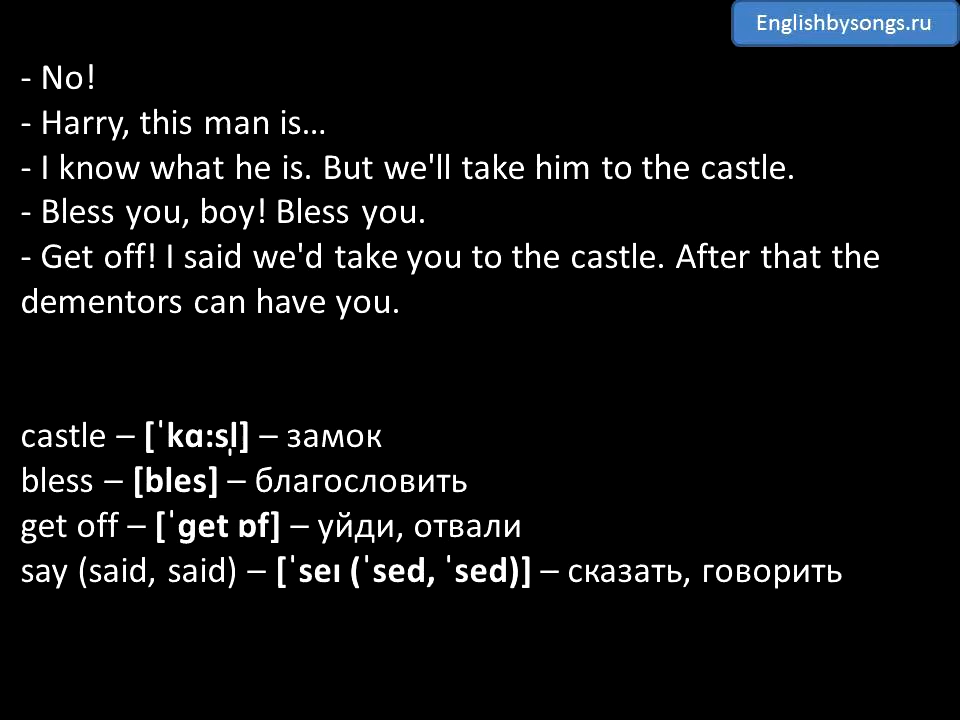 Englishbysongs.ru
- No!
- Harry, this man is…
- I know what he is. But we'll take him to the castle.
- Bless you, boy! Bless you.
- Get off! I said we'd take you to the castle. After that the
dementors can have you.
castle – [ˈkɑ:sl̩] – замок
bless – [bles] – благословить
get off – [ˈget ɒf] – уйди, отвали
say (said, said) – [ˈseɪ (ˈsed, ˈsed)] – сказать, говорить